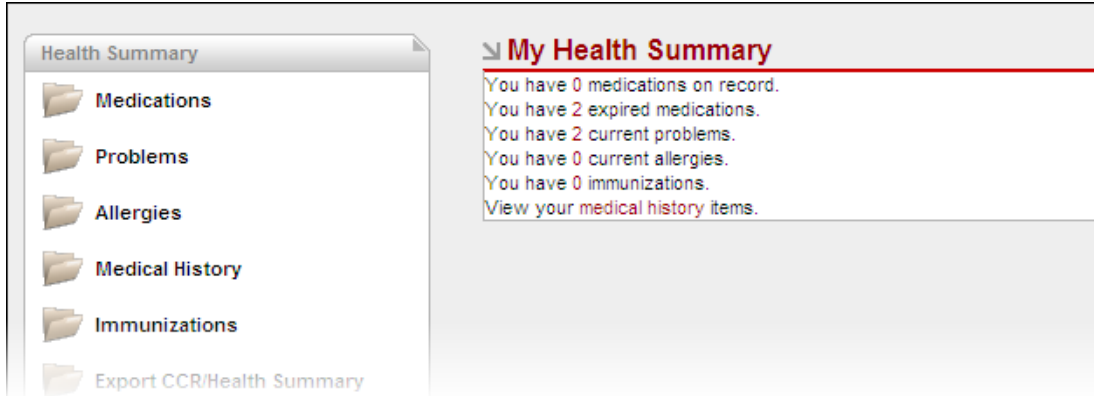 Health Summary
Medications
Problems
Allergies
Medical History
Immunizations
Export CCR/Health Summary
My Health Summary
You have 0 medications on record.
You have 2 expired medications.
You have 2 current problems.
You have 0 current allergies.
You have 0 immunizations.
View your medical history items.